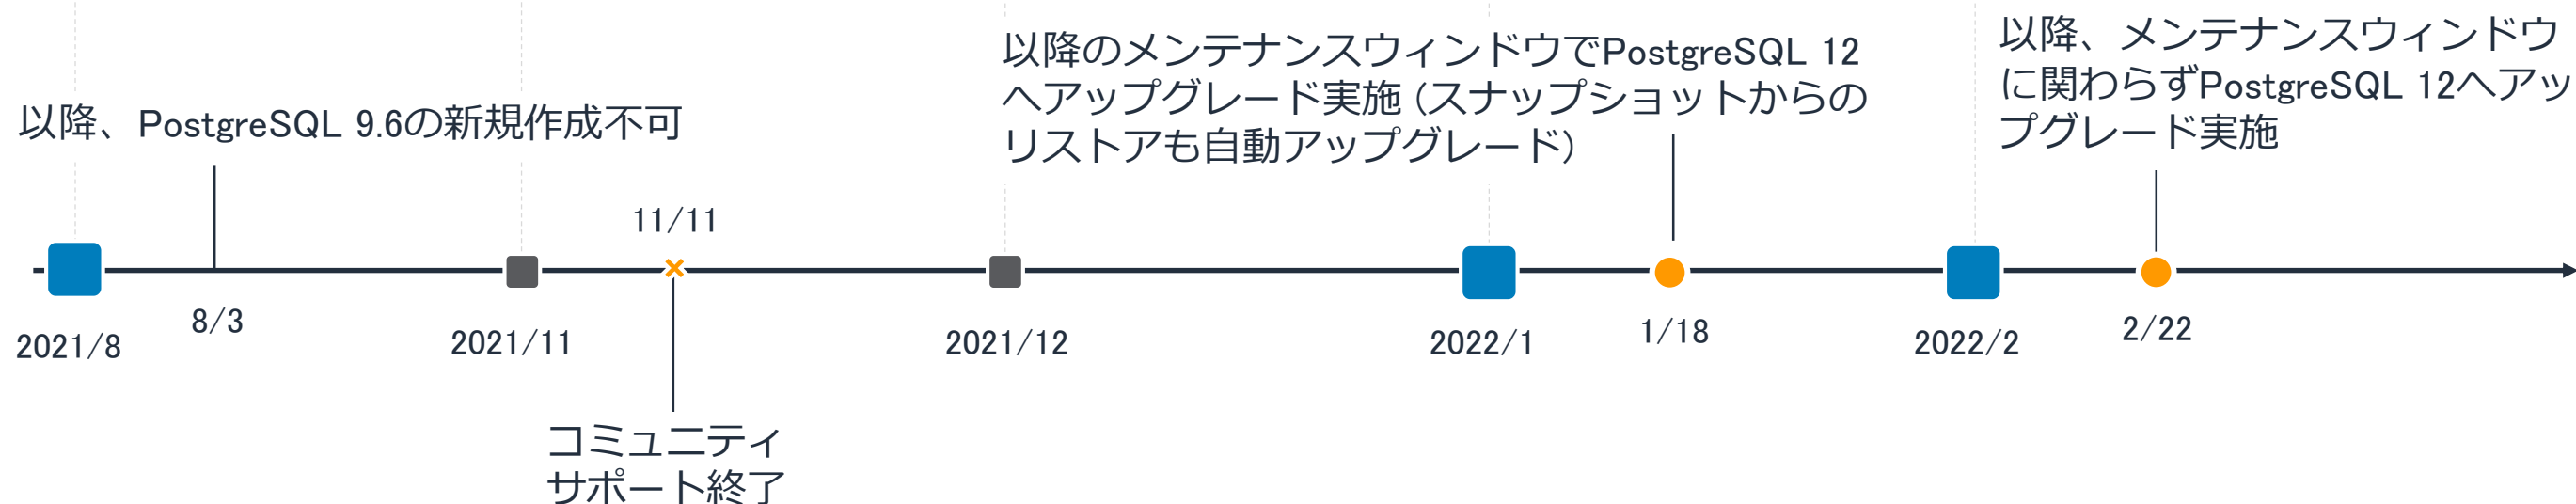 以降、PostgreSQL 9.6の新規作成不可
以降のメンテナンスウィンドウでPostgreSQL 12
へアップグレード実施 (スナップショットからの
リストアも自動アップグレード)
以降、メンテナンスウィンドウ
に関わらずPostgreSQL 12へアッ
プグレード実施
11/11
2021/8
8/3
2021/11
2021/12
2022/1
1/18
2022/2
2/22
コミュニティ
サポート終了